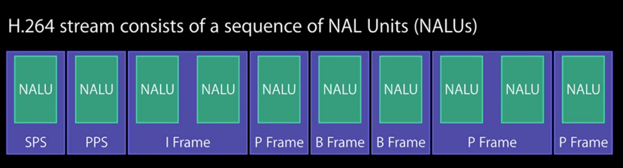 H.264 stream consists of a sequence of NAL Units (NALUs)
NALU NALU NALU NALU NALU NALU NALU NALU NALU NALU
SPS PPS I Frame P Frame B Frame B Frame P Frame P Frame